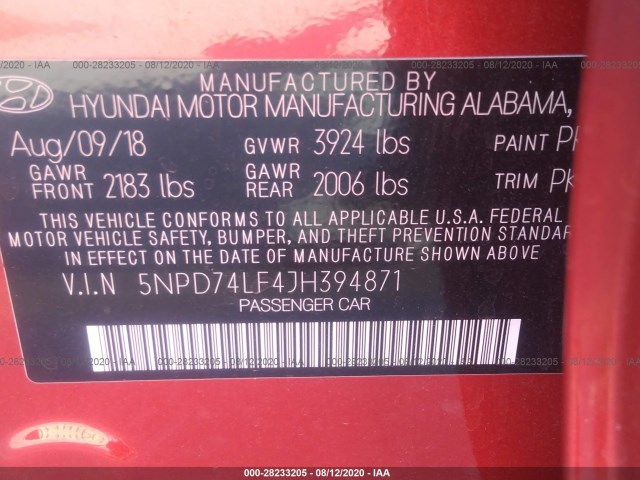 000-28233205 - 08/12/2020 - IAA
MANUFACTURED BY
HYUNDAI MOTOR MANUFACTURING ALABAMA,
Aug/09/18 GVWR 3924 lbs PAINT
GAWR FRONT 2183 lbs GAWR REAR 2006 lbs TRIM
THIS VEHICLE CONFORMS TO ALL APPLICABLE U.S.A. FEDERAL
MOTOR VEHICLE SAFETY, BUMPER, AND THEFT PREVENTION STANDAR
IN EFFECT ON THE DATE OF MANUFACTURE SHOWN ABOVE
V.I.N 5NPD74LF4JH394871
PASSENGER CAR
000-28233205 - 08/12/2020 - IAA